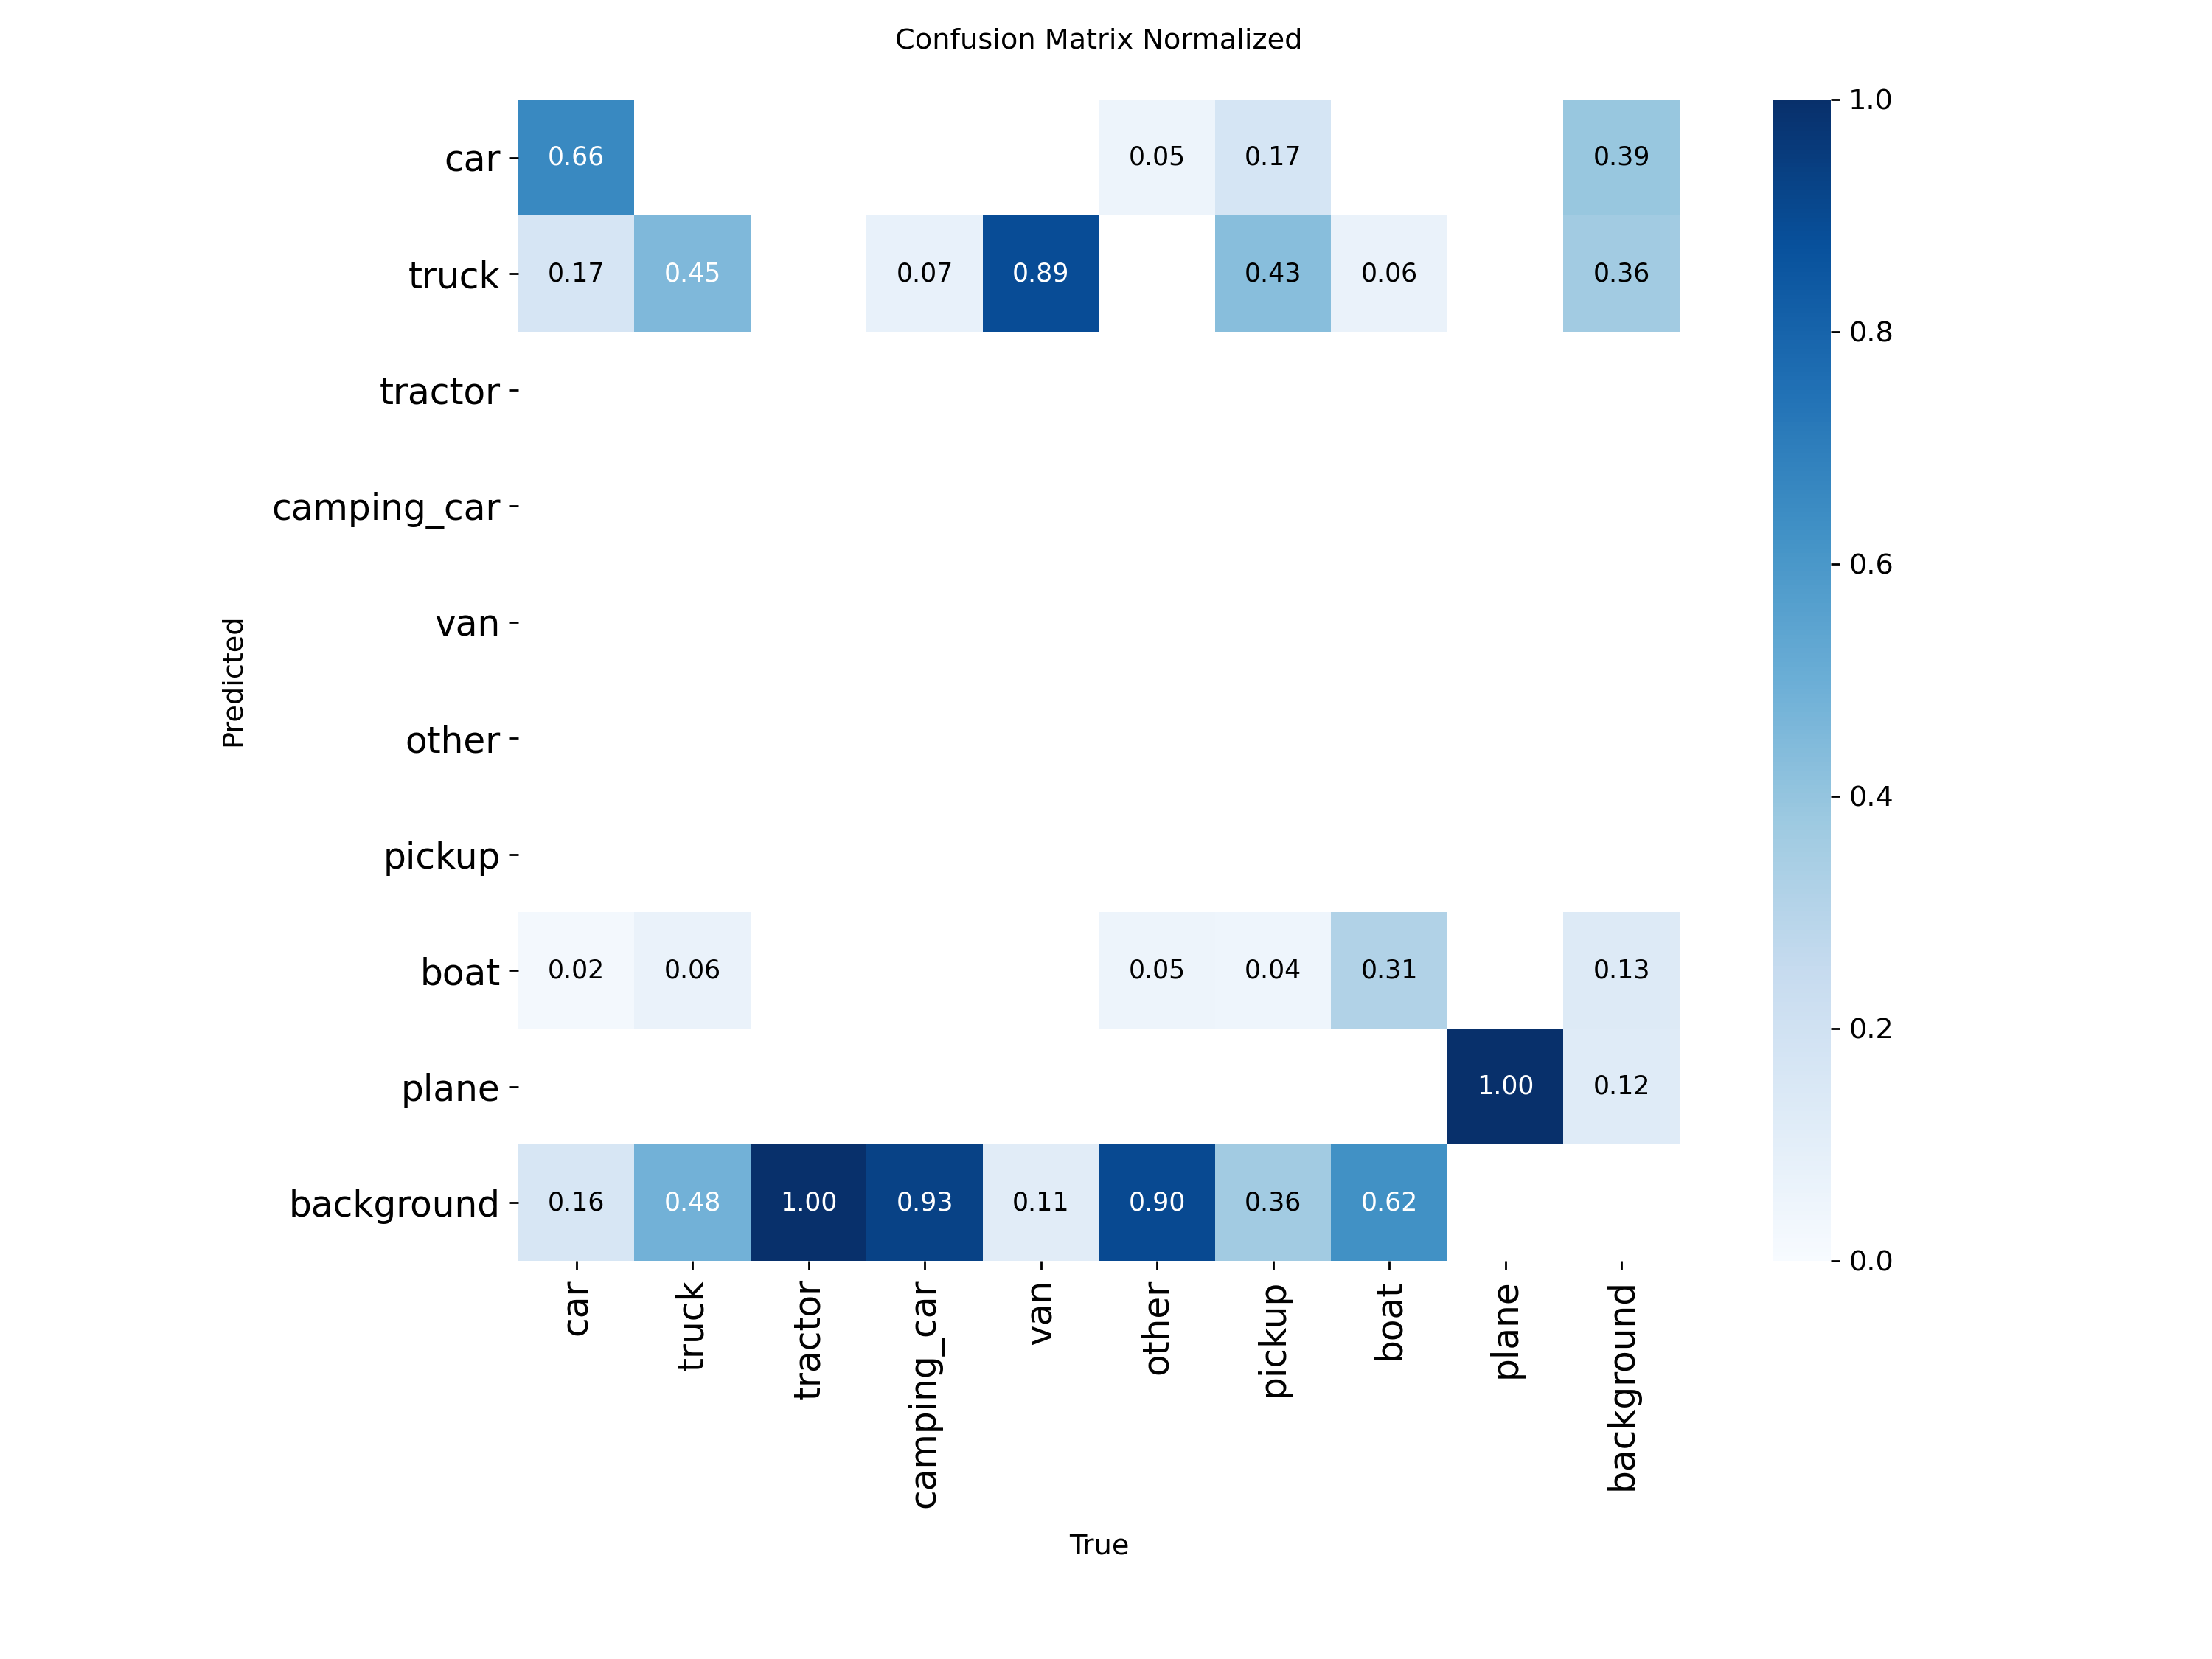 Confusion Matrix Normalized
car 0.66 0.05 0.17 0.39
truck 0.17 0.45 0.07 0.89 0.43 0.06 0.36
tractor
camping_car
van
other
pickup
boat 0.02 0.06 0.05 0.04 0.31 0.13
plane 1.00 0.12
background 0.16 0.48 1.00 0.93 0.11 0.90 0.36 0.62
Predicted
car
truck
tractor
camping_car
van
other
pickup
boat
plane
background
True
1.0
0.8
0.6
0.4
0.2
0.0